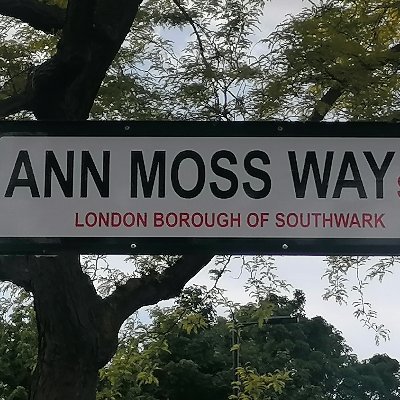 ANN MOSS WAY
LONDON BOROUGH OF SOUTHWARK